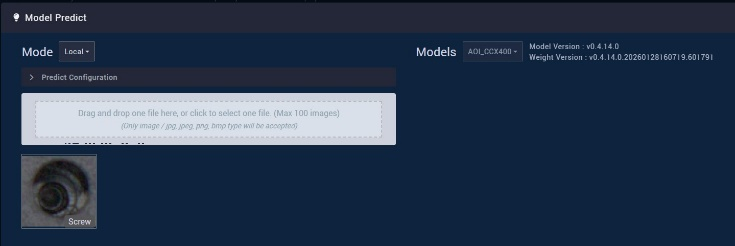 Model Predict
Mode
Local
Models
AOI_CCX400
Model Version : v0.4.14.0
Weight Version : v0.4.14.0.20260128160719.601791
Predict Configuration
Drag and drop one file here, or click to select one file. (Max 100 images)
(Only image / jpg, jpeg, png, bmp type will be accepted)
Screw